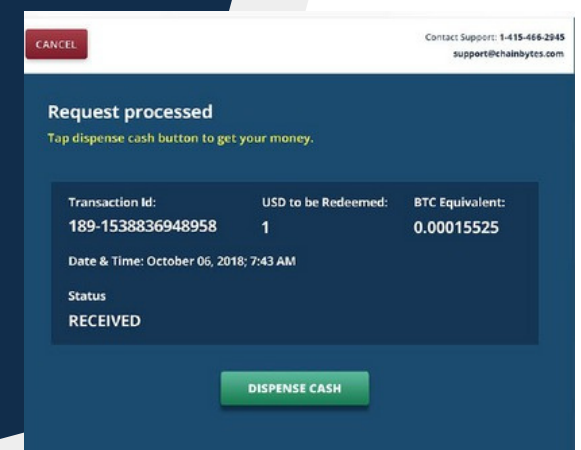 CANCEL
Contact Support: 1-415-466-2945
support@chainbytes.com
Request processed
Tap dispense cash button to get your money.
Transaction Id: USD to be Redeemed: BTC Equivalent:
189-1538836948958 1 0.00015525
Date & Time: October 06, 2018; 7:43 AM
Status
RECEIVED
DISPENSE CASH